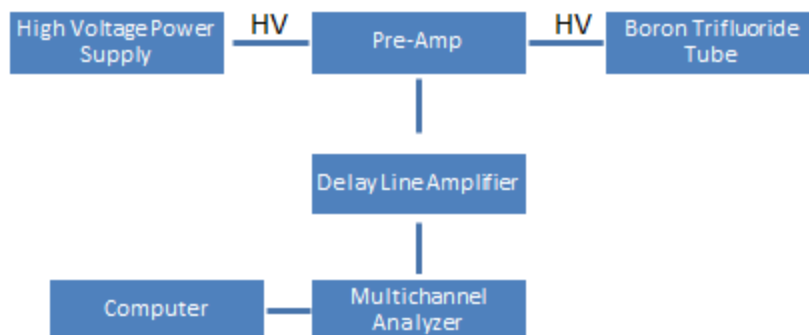 High Voltage Power
Supply
HV
Pre-Amp
HV
Boron Trifluoride
Tube
Delay Line Amplifier
Computer
Multichannel
Analyzer